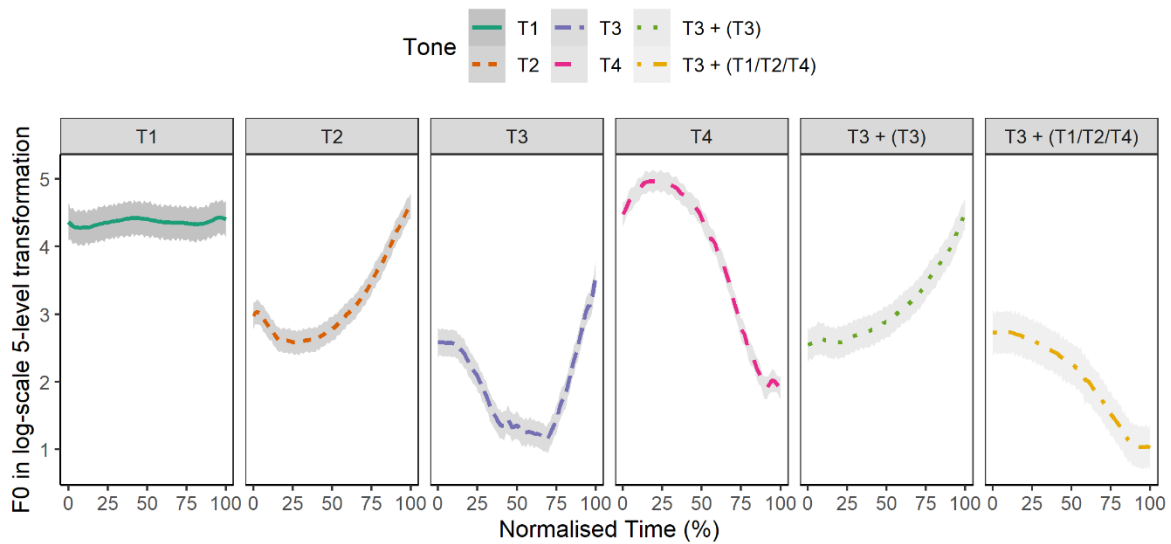 Tone
T1 T3 T3 + (T3)
T2 T4 T3 + (T1/T2/T4)
T1 T2 T3 T4 T3 + (T3) T3 + (T1/T2/T4)
F0 in log-scale 5-level transformation
5
4
3
2
1
0 25 50 75 100 0 25 50 75 100 0 25 50 75 100 0 25 50 75 100 0 25 50 75 100 0 25 50 75 100
Normalised Time (%)